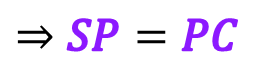 ⇒ SP = PC